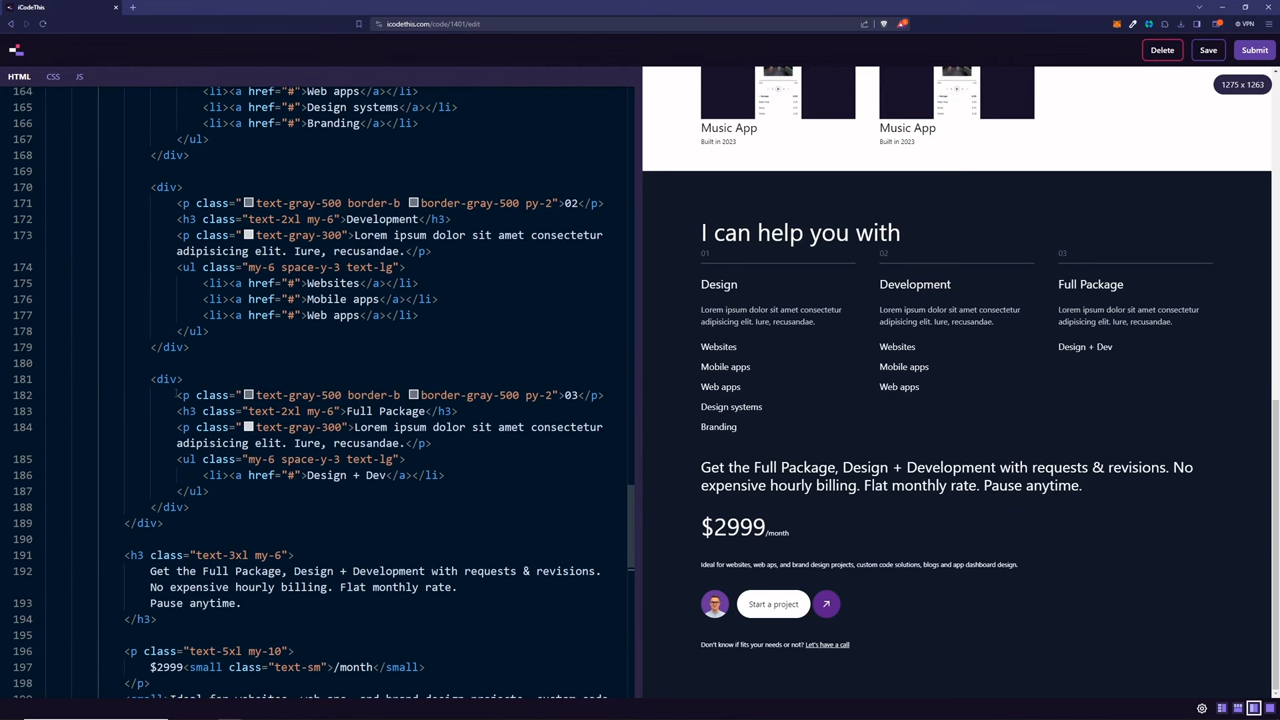 iCodeThis
icodethis.com/code/1401/edit
VPN
Delete
Save
Submit
HTML
CSS
JS
1275 x 1263
164 <li><a href="#">Web apps</a></li>
165 <li><a href="#">Design systems</a></li>
166 <li><a href="#">Branding</a></li>
167 </ul>
168 </div>
169
170 <div>
171 <p class="text-gray-500 border-b border-gray-500 py-2">02</p>
172 <h3 class="text-2xl my-6">Development</h3>
173 <p class="text-gray-300">Lorem ipsum dolor sit amet consectetur
adipisicing elit. Iure, recusandae.</p>
174 <ul class="my-6 space-y-3 text-lg">
175 <li><a href="#">Websites</a></li>
176 <li><a href="#">Mobile apps</a></li>
177 <li><a href="#">Web apps</a></li>
178 </ul>
179 </div>
180
181 <div>
182 <p class="text-gray-500 border-b border-gray-500 py-2">03</p>
183 <h3 class="text-2xl my-6">Full Package</h3>
184 <p class="text-gray-300">Lorem ipsum dolor sit amet consectetur
adipisicing elit. Iure, recusandae.</p>
185 <ul class="my-6 space-y-3 text-lg">
186 <li><a href="#">Design + Dev</a></li>
187 </ul>
188 </div>
189 </div>
190
191 <h3 class="text-3xl my-6">
192 Get the Full Package, Design + Development with requests & revisions.
No expensive hourly billing. Flat monthly rate.
193 Pause anytime.
194 </h3>
195
196 <p class="text-5xl my-10">
197 $2999<small class="text-sm">/month</small>
198 </p>
Music App
Built in 2023
Music App
Built in 2023
I can help you with
01
Design
Lorem ipsum dolor sit amet consectetur
adipisicing elit. Iure, recusandae.
Websites
Mobile apps
Web apps
Design systems
Branding
02
Development
Lorem ipsum dolor sit amet consectetur
adipisicing elit. Iure, recusandae.
Websites
Mobile apps
Web apps
03
Full Package
Lorem ipsum dolor sit amet consectetur
adipisicing elit. Iure, recusandae.
Design + Dev
Get the Full Package, Design + Development with requests & revisions. No
expensive hourly billing. Flat monthly rate. Pause anytime.
$2999/month
Ideal for websites, web aps, and brand design projects, custom code solutions, blogs and app dashboard design.
Start a project
Don't know if fits your needs or not? Let's have a call